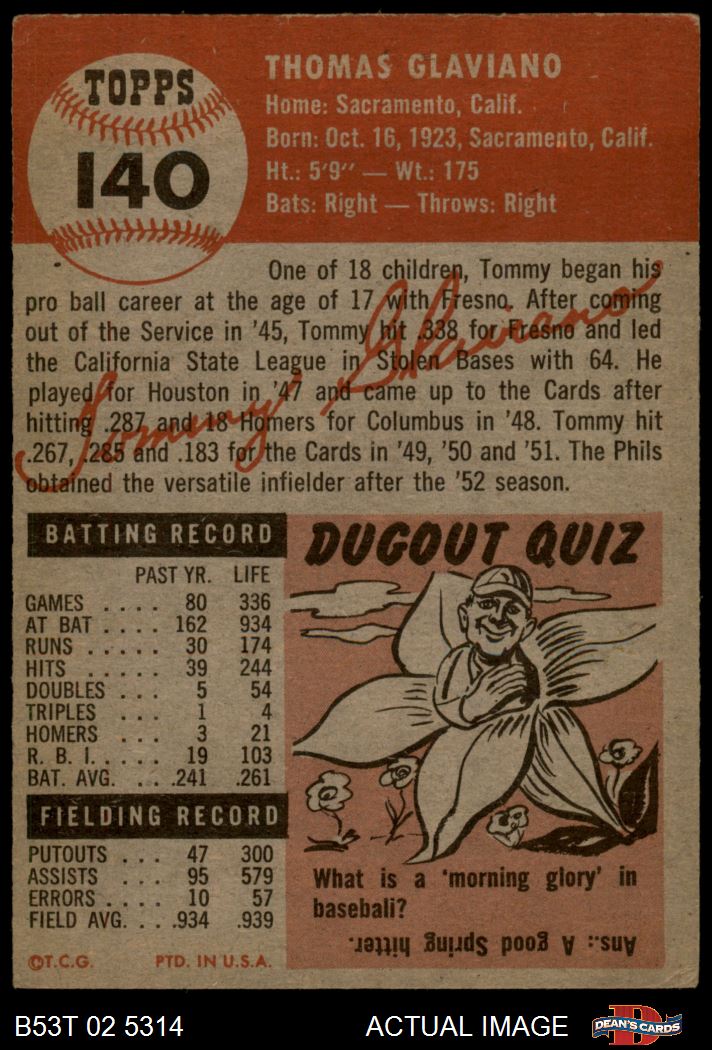 TOPPS
140
THOMAS GLAVIANO
Home: Sacramento, Calif.
Born: Oct. 16, 1923, Sacramento, Calif.
Ht.: 5'9" — Wt.: 175
Bats: Right — Throws: Right
One of 18 children, Tommy began his
pro ball career at the age of 17 with Fresno. After coming
out of the Service in '45, Tommy hit .338 for Fresno and led
the California State League in Stolen Bases with 64. He
played for Houston in '47 and came up to the Cards after
hitting .287 and 18 Homers for Columbus in '48. Tommy hit
.267, .285 and .183 for the Cards in '49, '50 and '51. The Phils
obtained the versatile infielder after the '52 season.
Tommy Glaviano
BATTING RECORD
PAST YR. LIFE
GAMES .... 80 336
AT BAT .... 162 934
RUNS ..... 30 174
HITS ..... 39 244
DOUBLES ... 5 54
TRIPLES ... 1 4
HOMERS ... 3 21
R. B. I. .... 19 103
BAT. AVG. ... .241 .261
FIELDING RECORD
PUTOUTS ... 47 300
ASSISTS ... 95 579
ERRORS .... 10 57
FIELD AVG. ... .934 .939
©T.C.G. PTD. IN U.S.A.
DUGOUT QUIZ
What is a 'morning glory' in
baseball?
Ans.: A good Spring hitter.
B53T 02 5314 ACTUAL IMAGE
D
DEAN'S CARDS